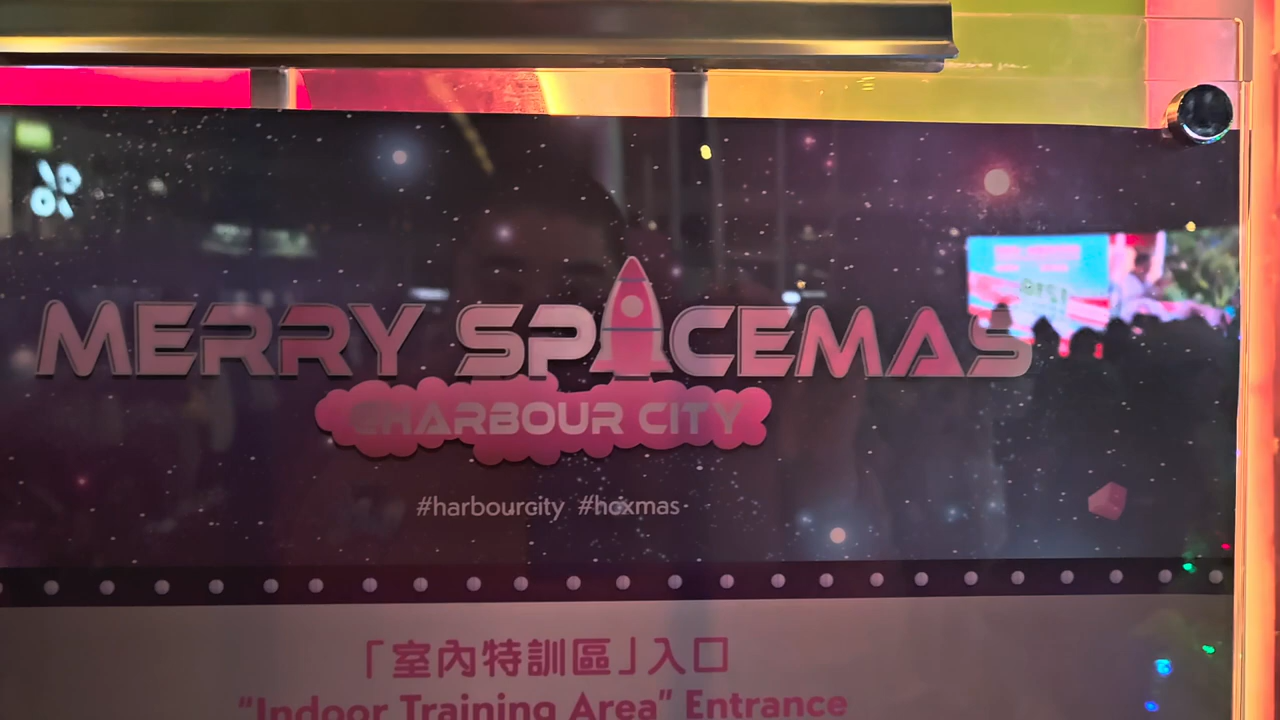 MERRY SPACEMAS
@HARBOUR CITY
#harbourcity #hcxmas
「室內特訓區」入口
“Indoor Training Area” Entrance